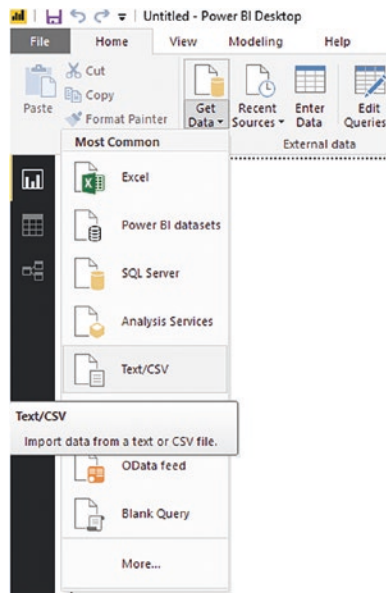 Untitled - Power BI Desktop
File Home View Modeling Help
Paste
Cut
Copy
Format Painter
Get Data
Recent Sources
Enter Data
Edit Queries
External data
Most Common
Excel
Power BI datasets
SQL Server
Analysis Services
Text/CSV
Text/CSV
Import data from a text or CSV file.
OData feed
Blank Query
More...